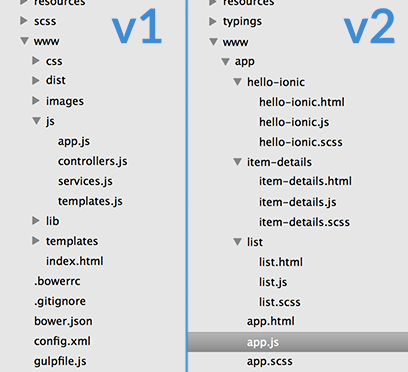 resources
scss
v1
www
css
dist
images
js
app.js
controllers.js
services.js
templates.js
lib
templates
index.html
.bowerrc
.gitignore
bower.json
config.xml
gulpfile.js
resources
typings
v2
www
app
hello-ionic
hello-ionic.html
hello-ionic.js
hello-ionic.scss
item-details
item-details.html
item-details.js
item-details.scss
list
list.html
list.js
list.scss
app.html
app.js
app.scss